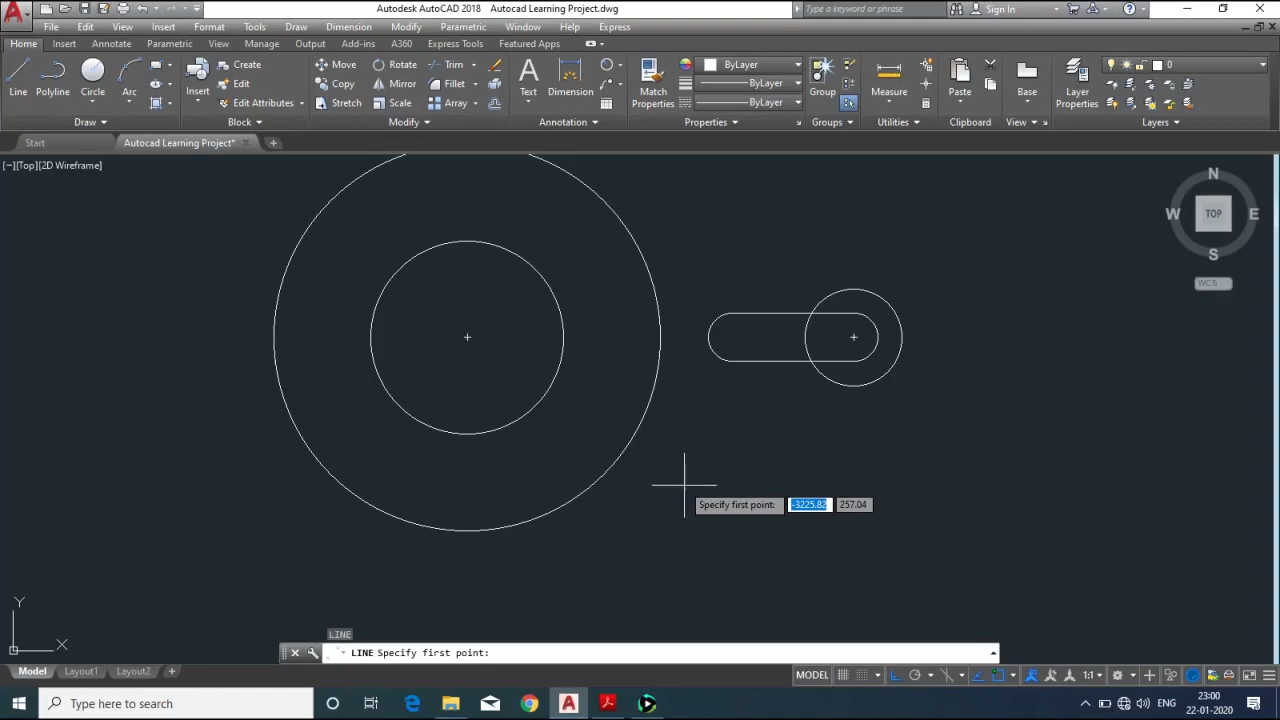 Autodesk AutoCAD 2018 Autocad Learning Project.dwg
Type a keyword or phrase
Sign In
File Edit View Insert Format Tools Draw Dimension Modify Parametric Window Help Express
Home Insert Annotate Parametric View Manage Output Add-ins A360 Express Tools Featured Apps
Line Polyline Circle Arc
Insert Create Edit Edit Attributes
Move Rotate Trim
Copy Mirror Fillet
Stretch Scale Array
Text Dimension
Match Properties
ByLayer
ByLayer
ByLayer
Group Measure Paste Base
Layer Properties
0
Draw Block Modify Annotation Properties Groups Utilities Clipboard View Layers
Start Autocad Learning Project*
[−][Top][2D Wireframe]
N
W TOP E
S
WCS
Specify first point: -3225.82 257.04
Y
X
LINE
LINE Specify first point:
Model Layout1 Layout2
MODEL 1:1
Type here to search
ENG
23:00
22-01-2020